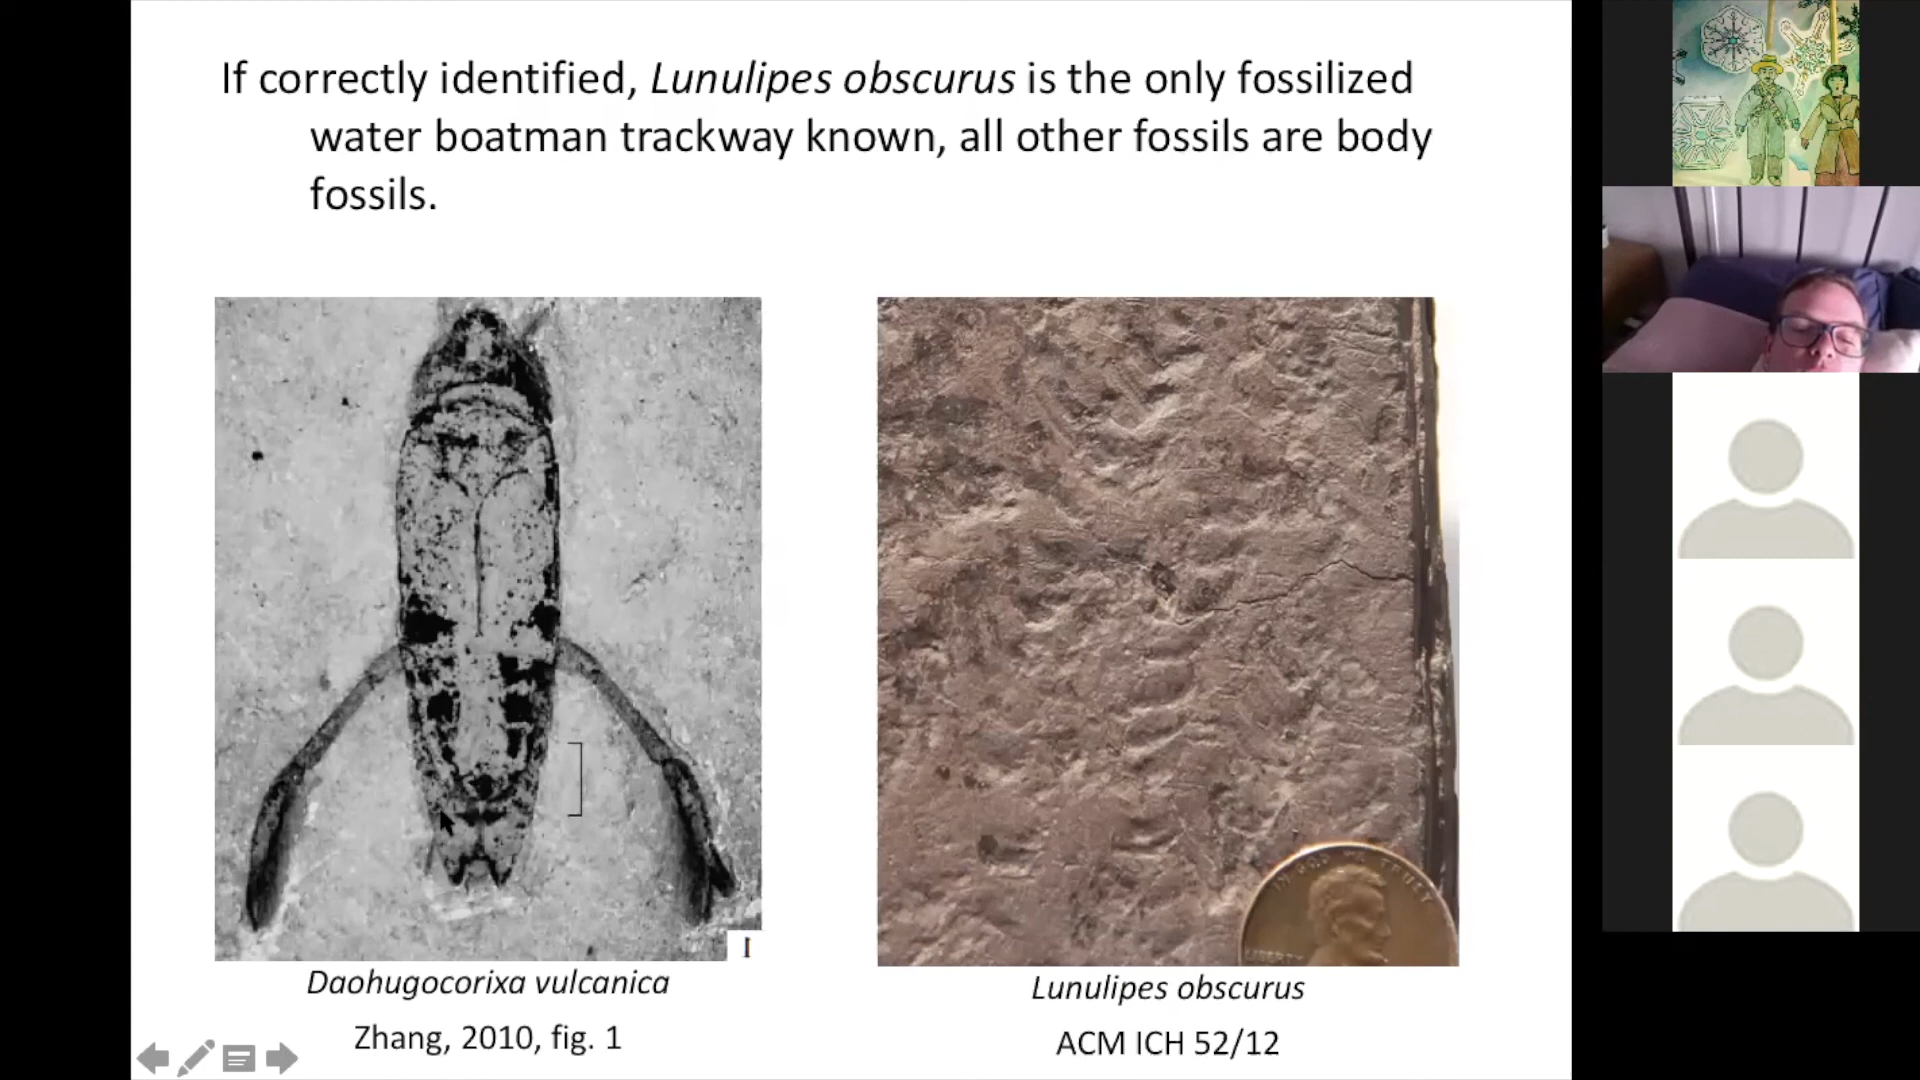 If correctly identified, Lunulipes obscurus is the only fossilized
water boatman trackway known, all other fossils are body
fossils.
I
Daohugocorixa vulcanica
Zhang, 2010, fig. 1
LIBERTY
Lunulipes obscurus
ACM ICH 52/12